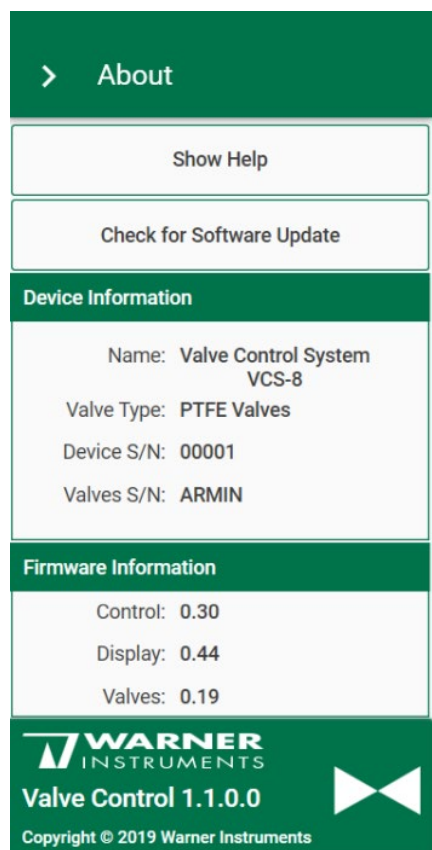 About
Show Help
Check for Software Update
Device Information
Name: Valve Control System
VCS-8
Valve Type: PTFE Valves
Device S/N: 00001
Valves S/N: ARMIN
Firmware Information
Control: 0.30
Display: 0.44
Valves: 0.19
WARNER
INSTRUMENTS
Valve Control 1.1.0.0
Copyright © 2019 Warner Instruments